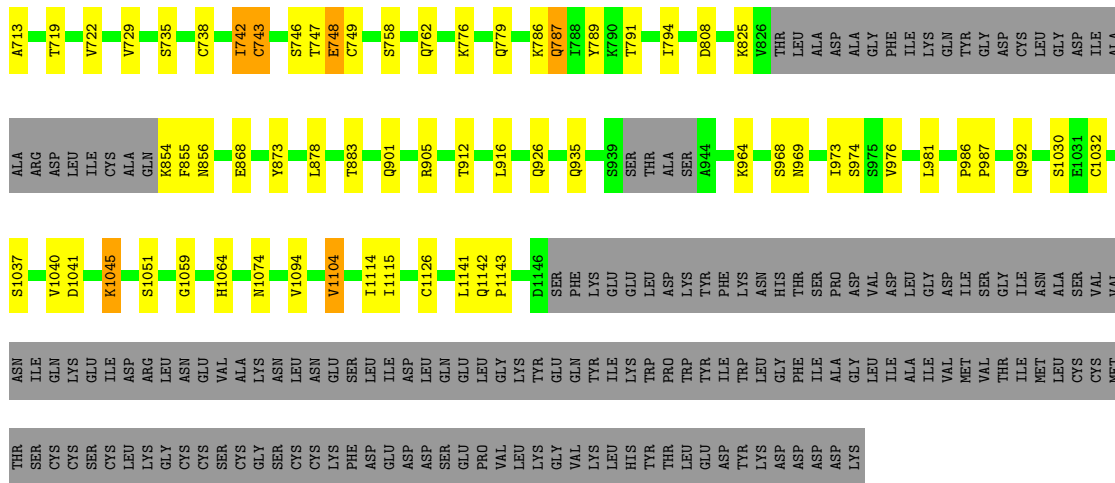 A713 T719 V722 V729 S735 C738 I742 C743 S746 T747 E748 C749 S758 Q762 K776 Q779 K786 Q787 I788 Y789 K790 T791 I794 D808 K825 V826 THR LEU ALA ASP ALA GLY PHE ILE LYS GLN TYR GLY ASP CYS LEU GLY ASP ILE ALA
ALA ARG ASP LEU ILE CYS ALA GLN K854 F855 N856 E868 Y873 L878 T883 Q901 R905 T912 L916 Q926 Q935 S939 SER THR ALA SER A944 K964 S968 N969 I973 S974 S975 V976 L981 P986 P987 Q992 S1030 E1031 C1032
S1037 V1040 D1041 K1045 S1051 G1059 H1064 N1074 V1094 V1104 I1114 I1115 C1126 L1141 Q1142 P1143 D1146 SER PHE LYS GLU GLU LEU ASP LYS TYR PHE LYS ASN HIS THR SER PRO ASP VAL ASP LEU GLY ASP ILE SER GLY ILE ASN ALA SER VAL VAL
ASN ILE GLN LYS GLU ILE ASP ARG LEU ASN GLU VAL ALA LYS ASN LEU ASN GLU SER LEU ILE ASP LEU GLN GLU LEU GLY LYS TYR GLU GLN TYR ILE LYS TRP PRO TRP TYR ILE TRP LEU GLY PHE ILE ALA GLY LEU ILE ALA ILE VAL MET VAL THR ILE MET LEU CYS CYS MET
THR SER CYS CYS SER CYS LEU LYS GLY CYS CYS SER CYS GLY SER CYS CYS LYS PHE ASP GLU ASP ASP SER GLU PRO VAL LEU LYS GLY VAL LYS LEU HIS TYR THR LEU GLU ASP TYR LYS ASP ASP ASP ASP LYS